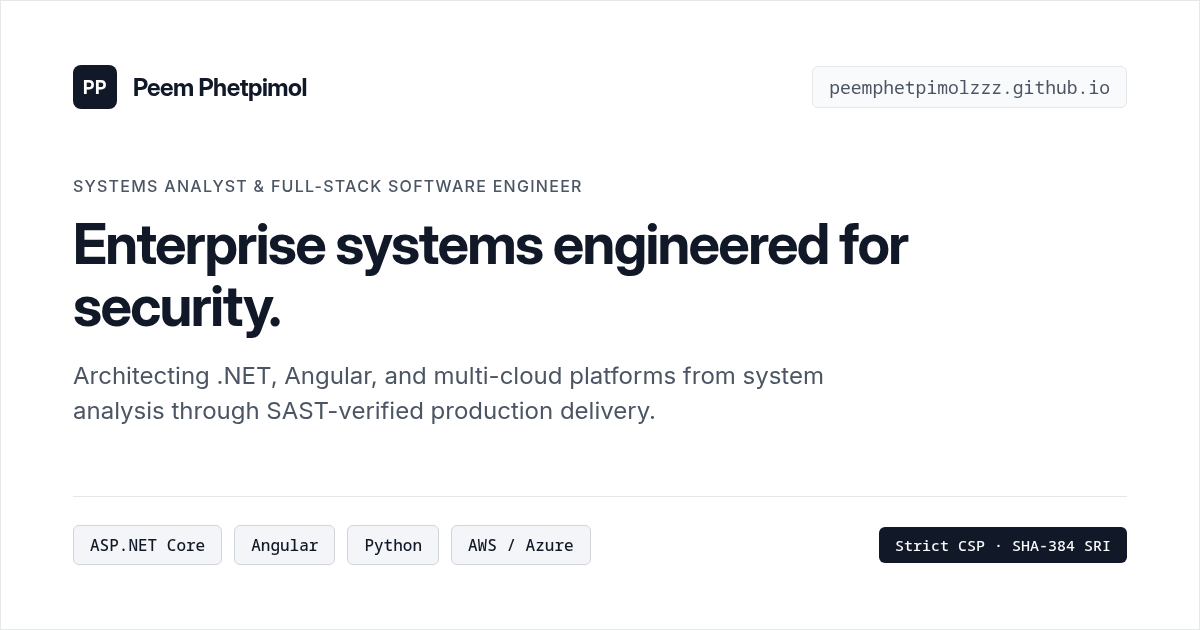 PP
Peem Phetpimol
peemphetpimolzzz.github.io
SYSTEMS ANALYST & FULL-STACK SOFTWARE ENGINEER
Enterprise systems engineered for
security.
Architecting .NET, Angular, and multi-cloud platforms from system
analysis through SAST-verified production delivery.
ASP.NET Core
Angular
Python
AWS / Azure
Strict CSP · SHA-384 SRI